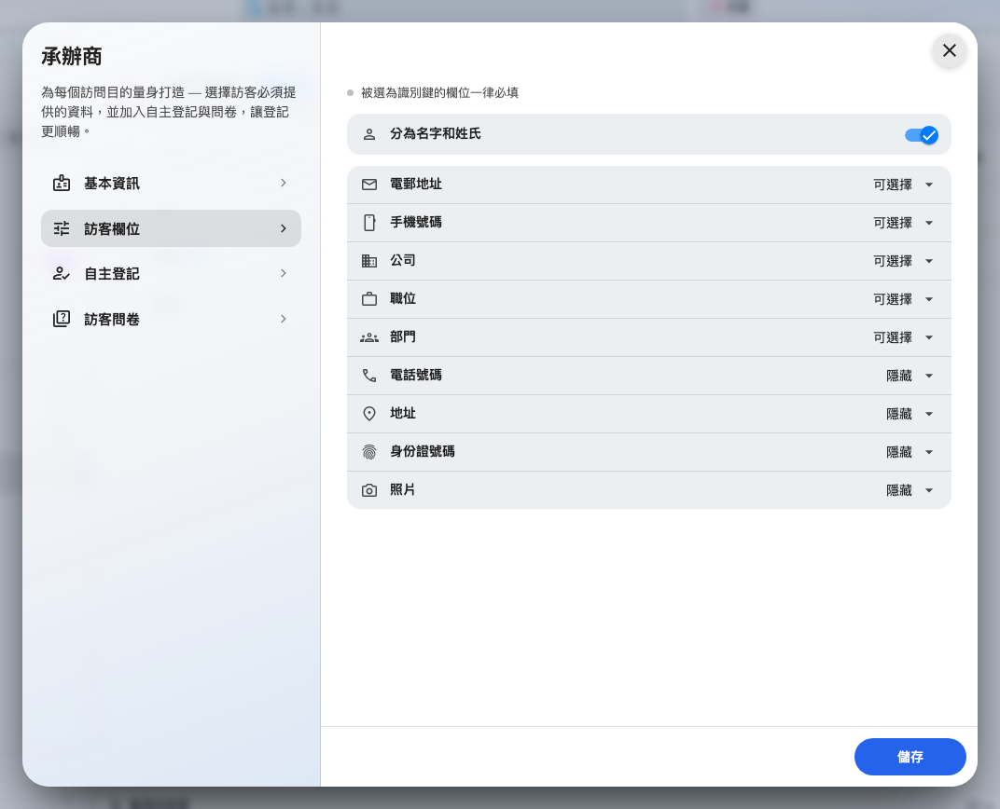 承辦商
為每個訪問目的量身打造 — 選擇訪客必須提
供的資料，並加入自主登記與問卷，讓登記
更順暢。
基本資訊
訪客欄位
自主登記
訪客問卷
被選為識別鍵的欄位一律必填
分為名字和姓氏
電郵地址 可選擇
手機號碼 可選擇
公司 可選擇
職位 可選擇
部門 可選擇
電話號碼 隱藏
地址 隱藏
身份證號碼 隱藏
照片 隱藏
儲存